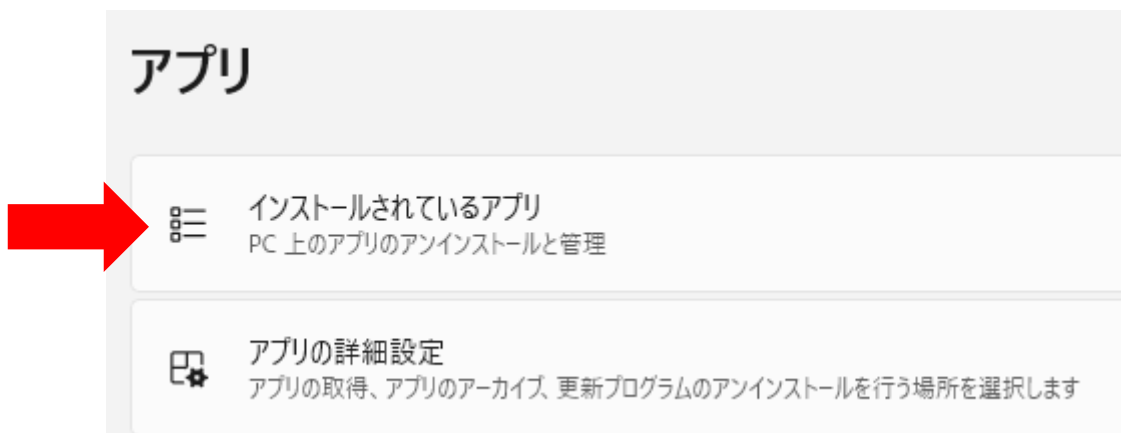 アプリ
インストールされているアプリ
PC 上のアプリのアンインストールと管理
アプリの詳細設定
アプリの取得、アプリのアーカイブ、更新プログラムのアンインストールを行う場所を選択します